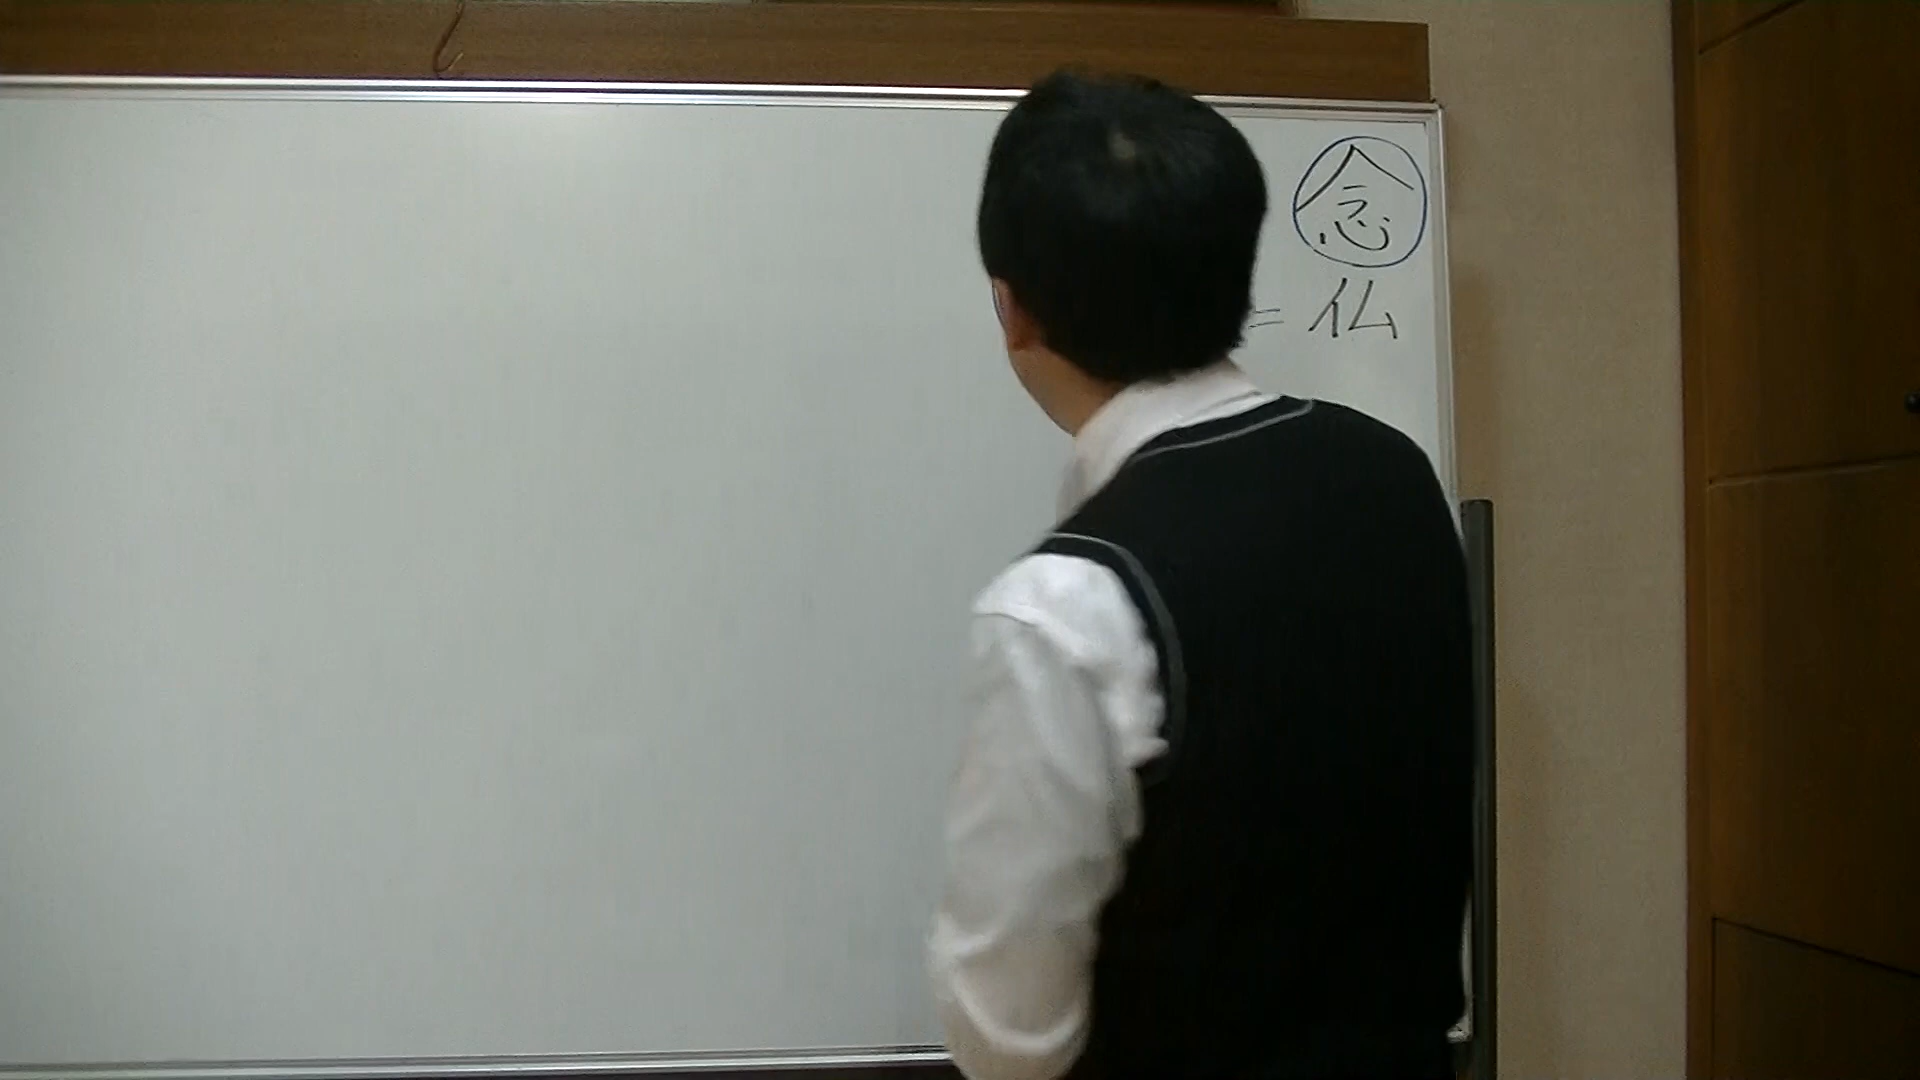 念
= 仏